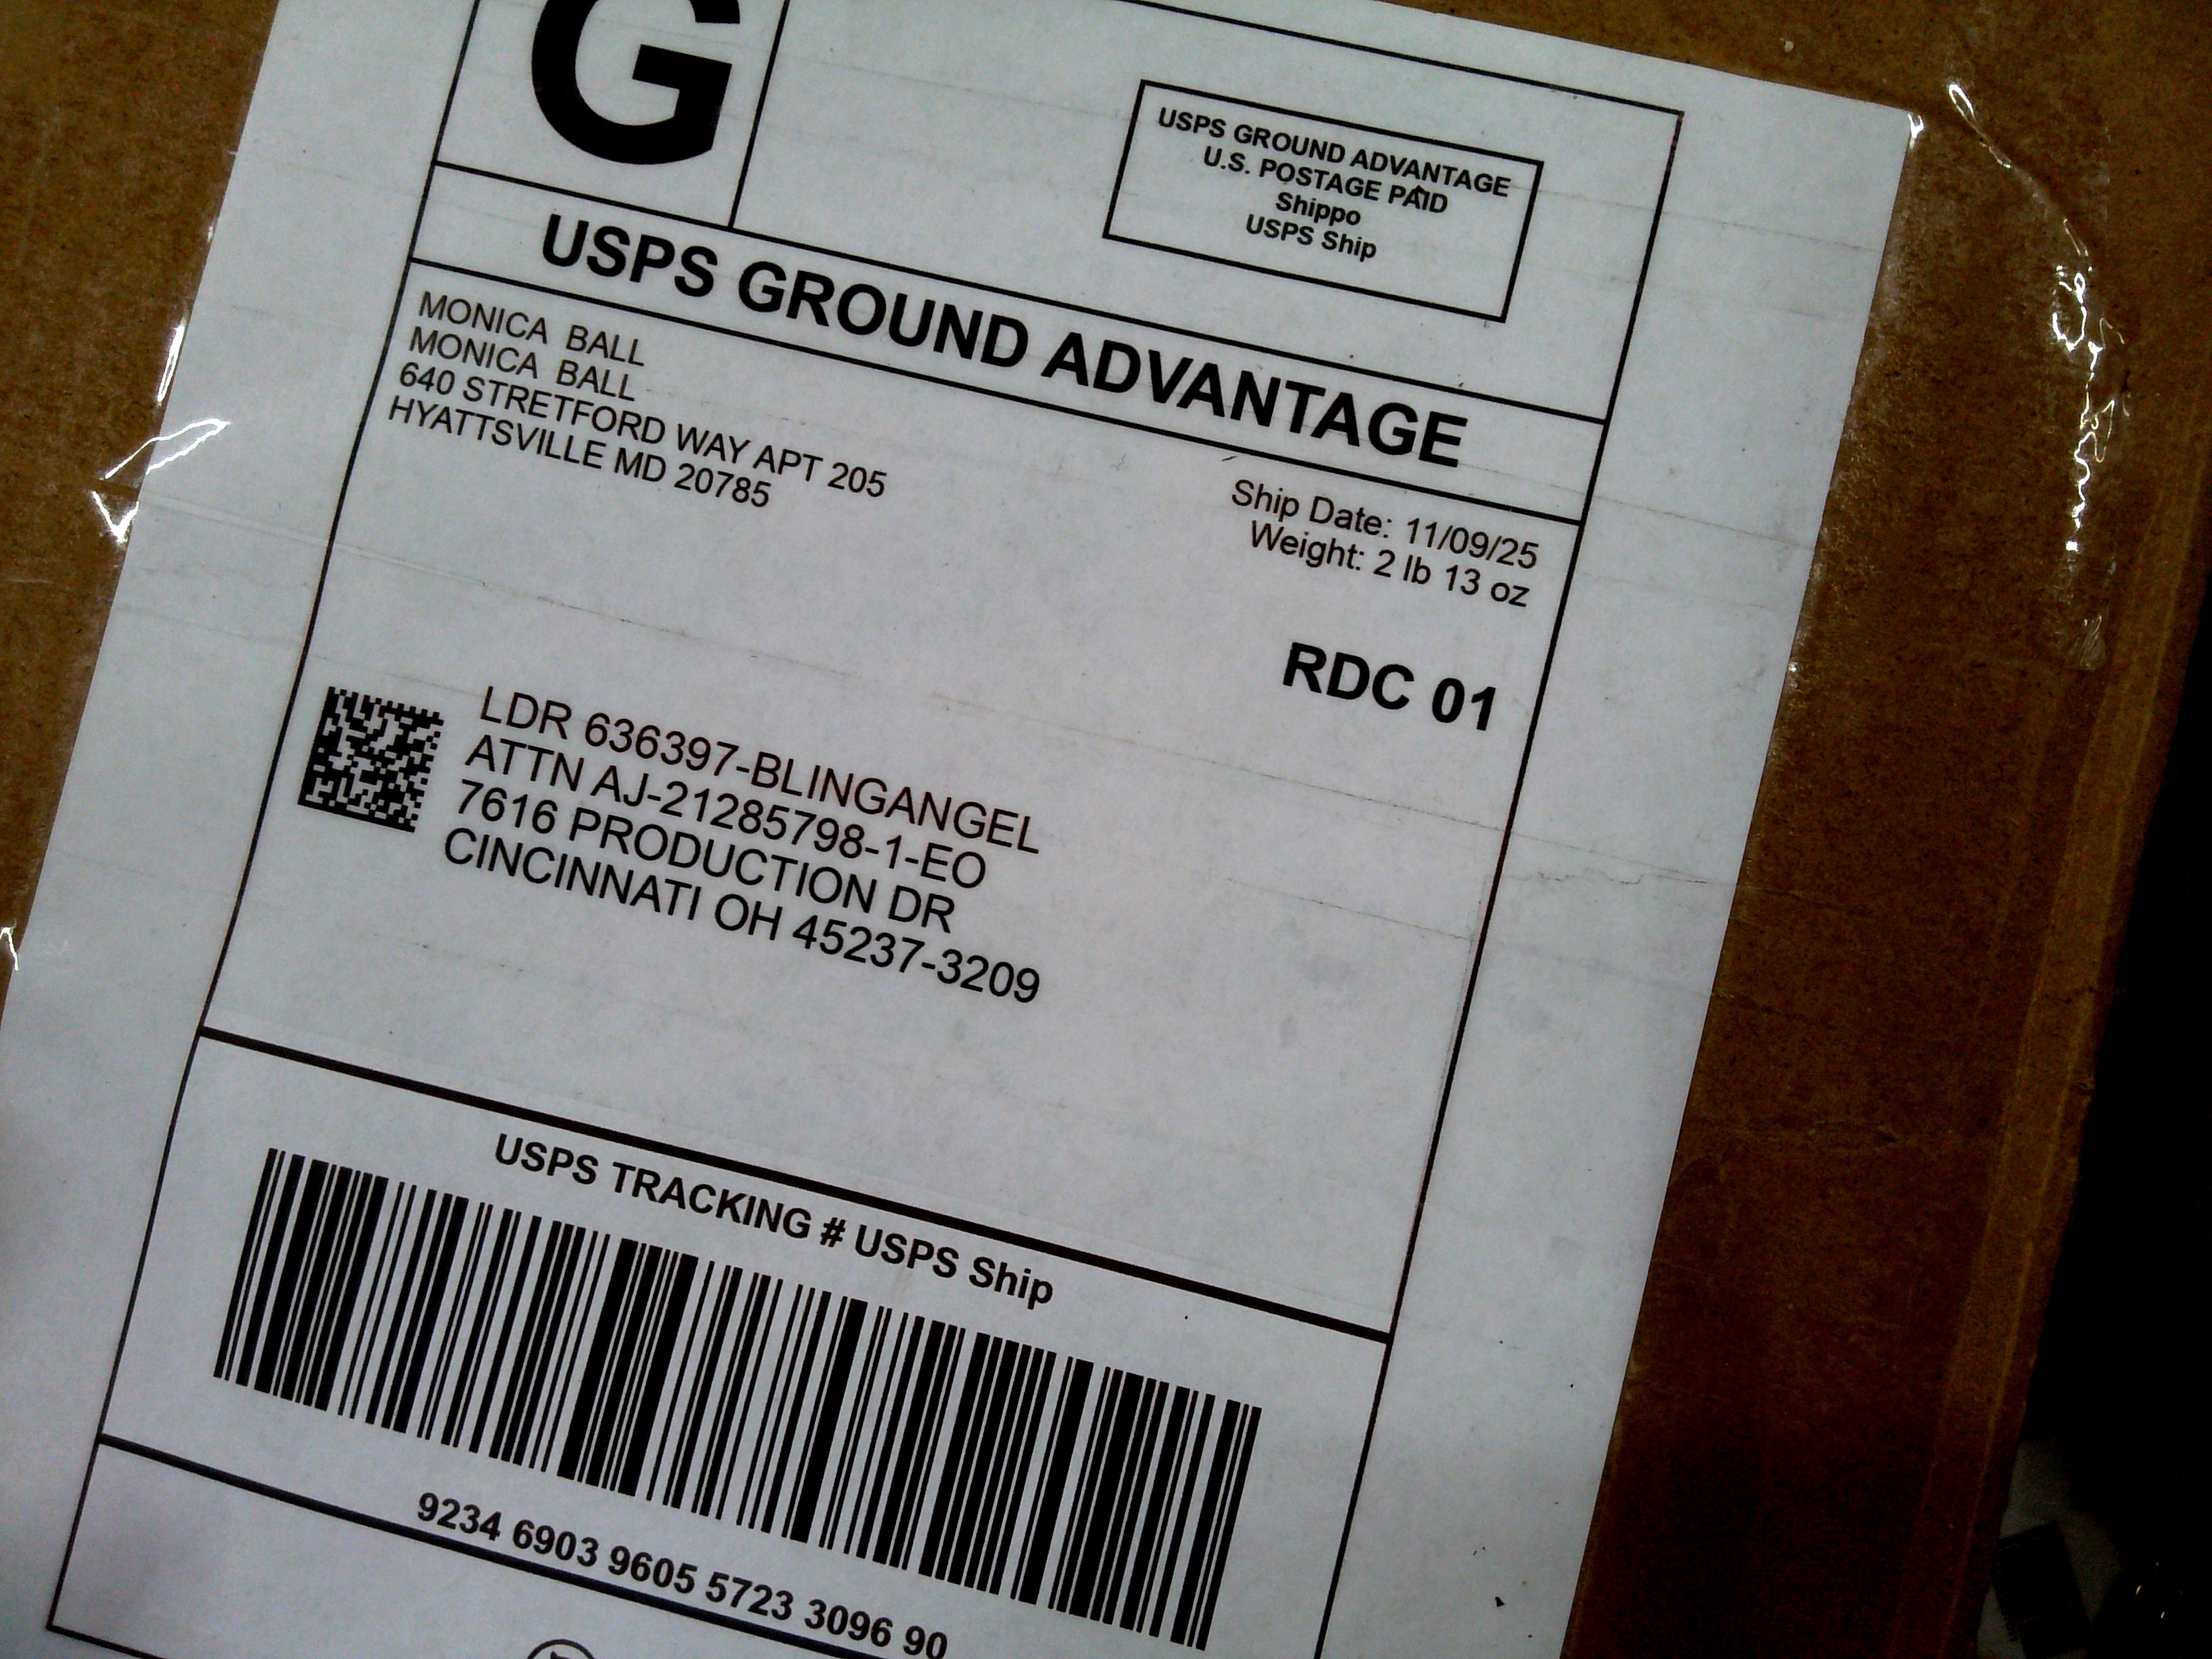 G
USPS GROUND ADVANTAGE
U.S. POSTAGE PAID
Shippo
USPS Ship
USPS GROUND ADVANTAGE
MONICA BALL
MONICA BALL
640 STRETFORD WAY APT 205
HYATTSVILLE MD 20785
Ship Date: 11/09/25
Weight: 2 lb 13 oz
RDC 01
LDR 636397-BLINGANGEL
ATTN AJ-21285798-1-EO
7616 PRODUCTION DR
CINCINNATI OH 45237-3209
USPS TRACKING # USPS Ship
9234 6903 9605 5723 3096 90